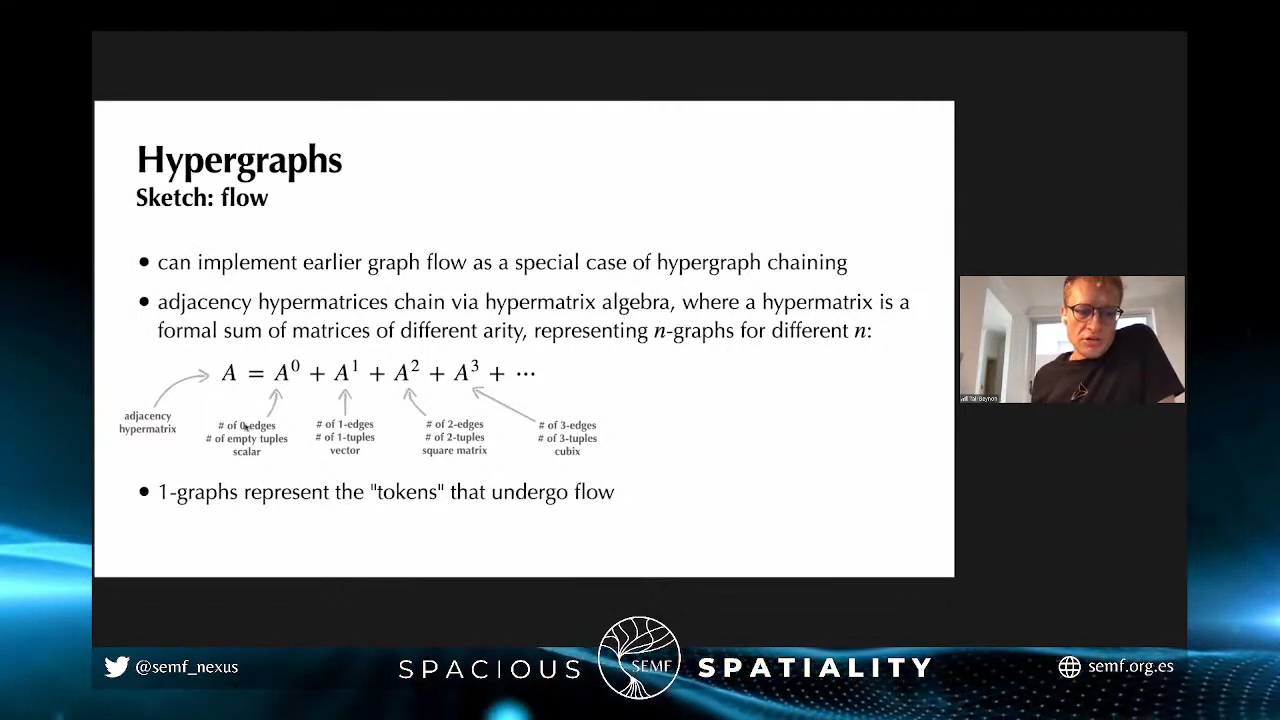 Hypergraphs
Sketch: flow
• can implement earlier graph flow as a special case of hypergraph chaining
• adjacency hypermatrices chain via hypermatrix algebra, where a hypermatrix is a
formal sum of matrices of different arity, representing n-graphs for different n:
A = A⁰ + A¹ + A² + A³ + ⋯
adjacency
hypermatrix
# of 0-edges
# of empty tuples
scalar
# of 1-edges
# of 1-tuples
vector
# of 2-edges
# of 2-tuples
square matrix
# of 3-edges
# of 3-tuples
cubix
• 1-graphs represent the "tokens" that undergo flow
Tali Beynon
@semf_nexus
SPACIOUS
SEMF
SPATIALITY
semf.org.es